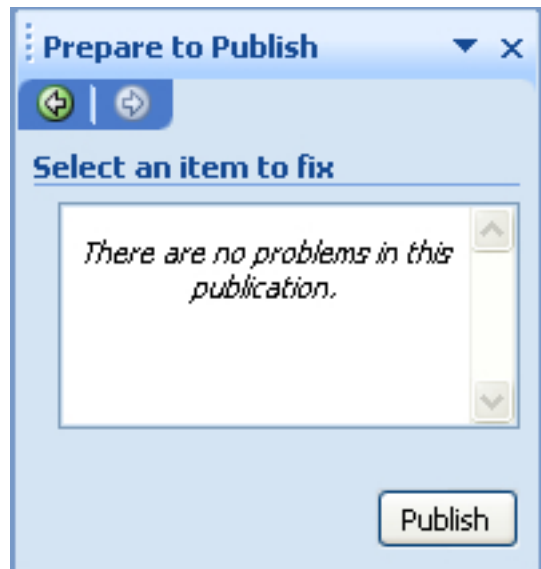 Prepare to Publish
Select an item to fix
There are no problems in this
publication.
Publish